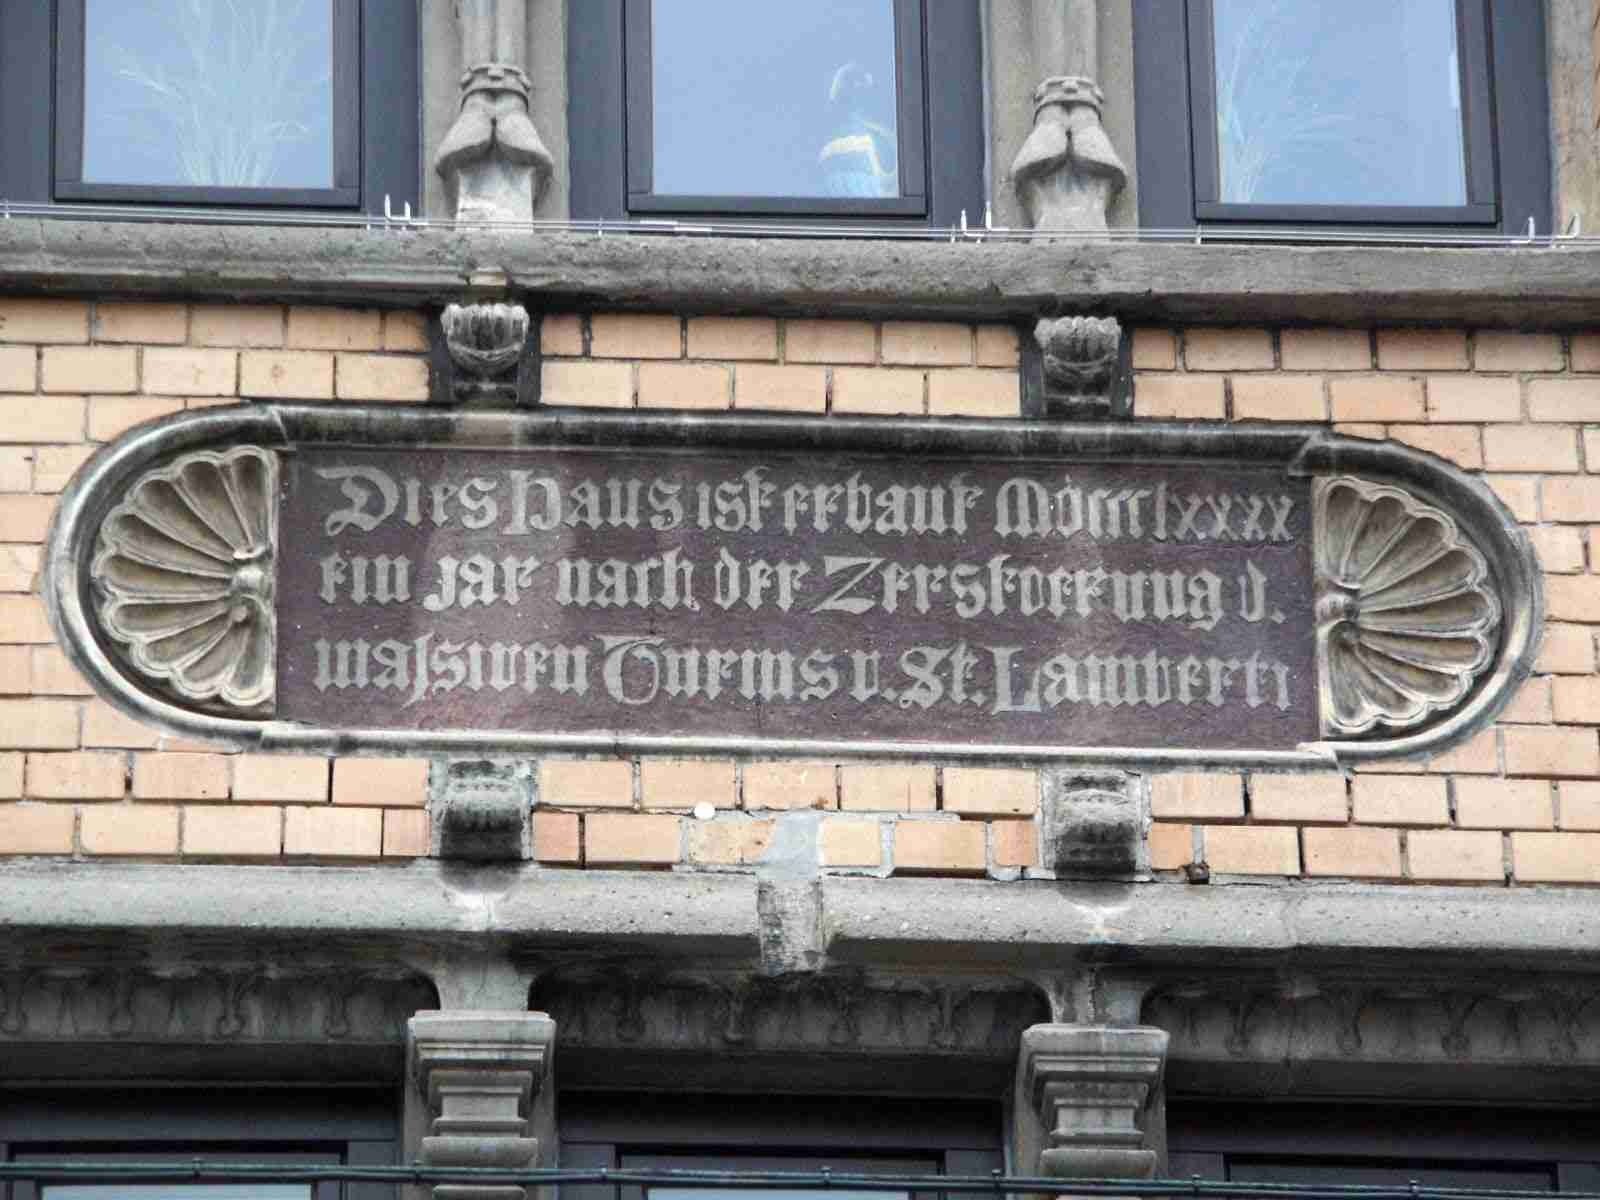 Dies Haus ist erbaut Mdccclxxxx
ein jar nach der Zerstoerung d.
maſsiven Turms v. St. Lamberti